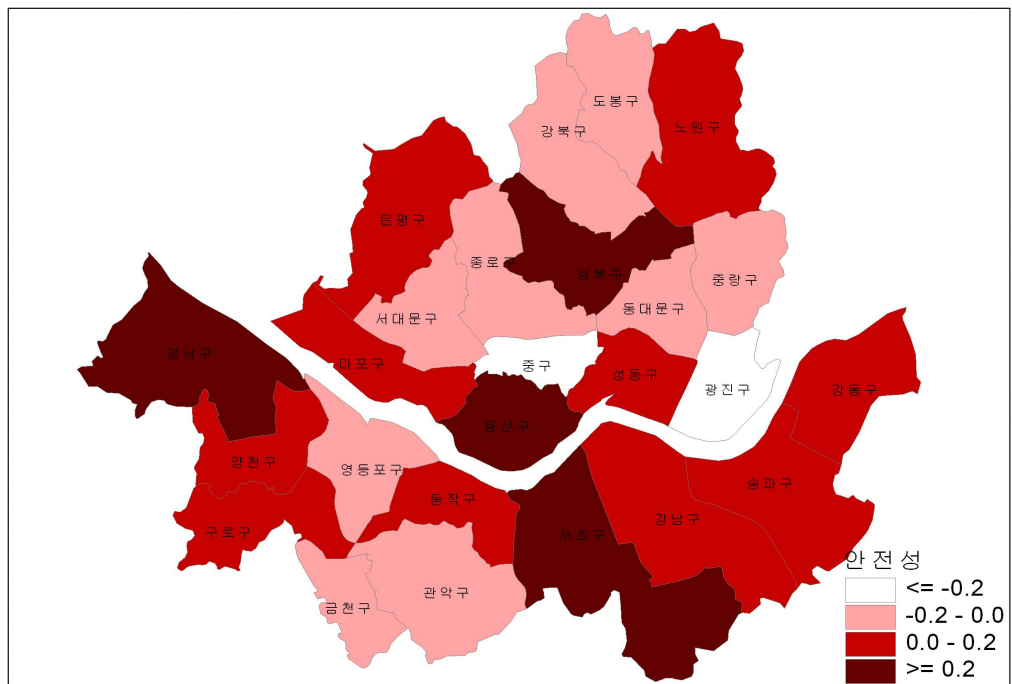 도봉구
강북구
노원구
은평구
종로구
성북구
중랑구
동대문구
서대문구
강서구
마포구
중구
성동구
광진구
강동구
용산구
양천구
영등포구
동작구
송파구
강남구
구로구
서초구
관악구
금천구
안전성
<= -0.2
-0.2 - 0.0
0.0 - 0.2
>= 0.2